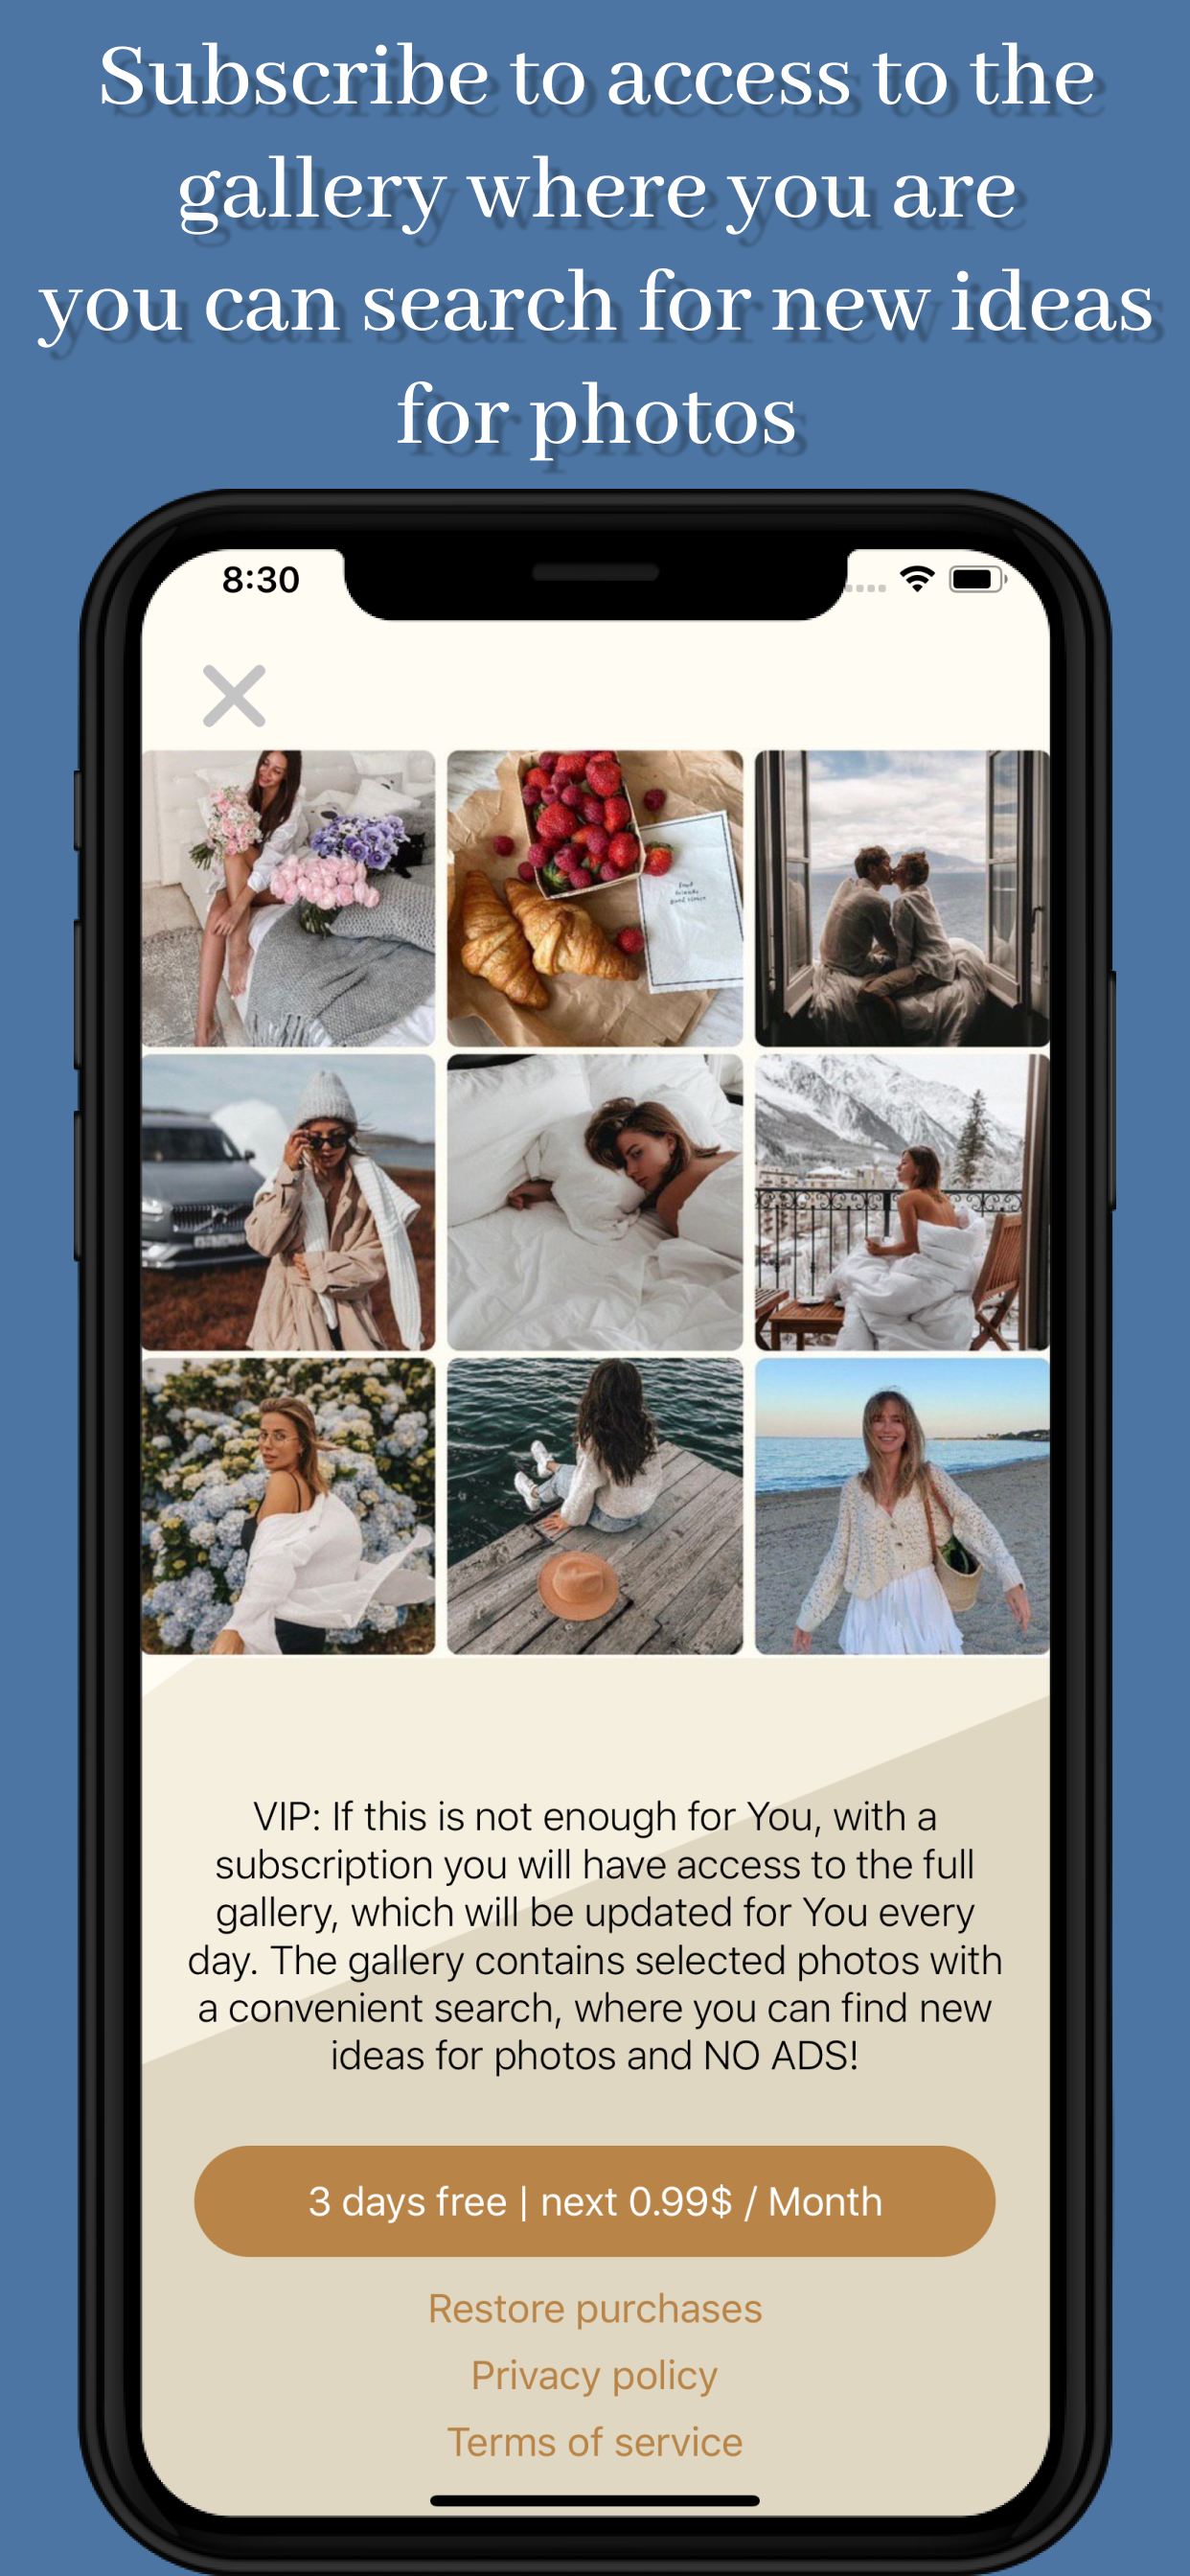 Subscribe to access to the
gallery where you are
you can search for new ideas
for photos
8:30
VIP: If this is not enough for You, with a
subscription you will have access to the full
gallery, which will be updated for You every
day. The gallery contains selected photos with
a convenient search, where you can find new
ideas for photos and NO ADS!
3 days free | next 0.99$ / Month
Restore purchases
Privacy policy
Terms of service